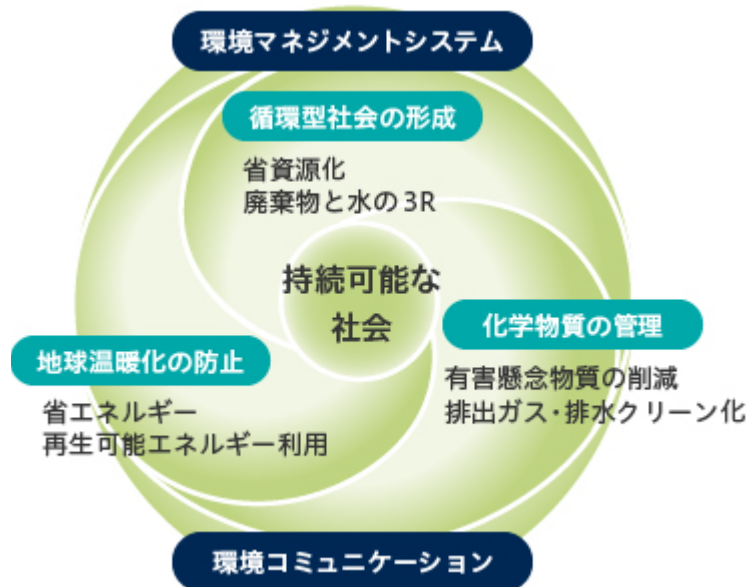 環境マネジメントシステム
循環型社会の形成
省資源化
廃棄物と水の3R
持続可能な
社会
化学物質の管理
有害懸念物質の削減
排出ガス・排水クリーン化
地球温暖化の防止
省エネルギー
再生可能エネルギー利用
環境コミュニケーション